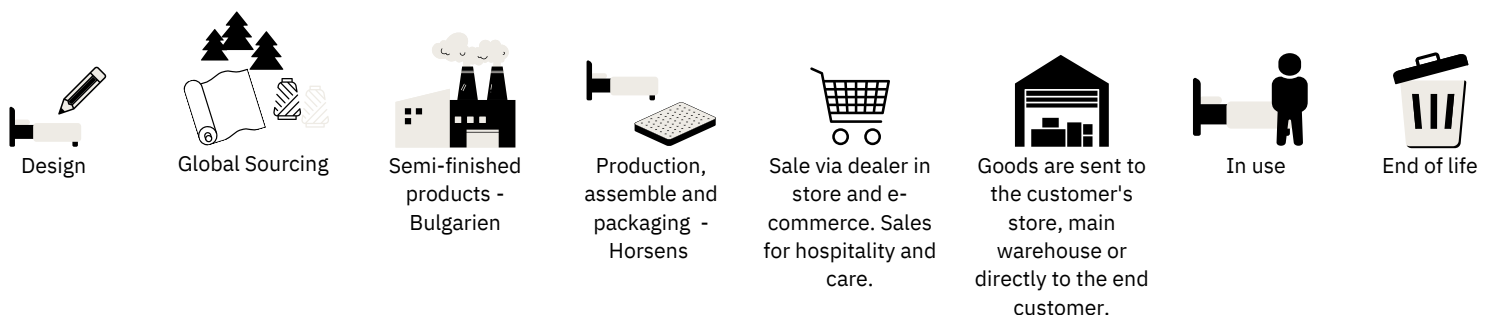 Design
Global Sourcing
Semi-finished
products -
Bulgarien
Production,
assemble and
packaging -
Horsens
Sale via dealer in
store and e-
commerce. Sales
for hospitality and
care.
Goods are sent to
the customer's
store, main
warehouse or
directly to the end
customer.
In use
End of life